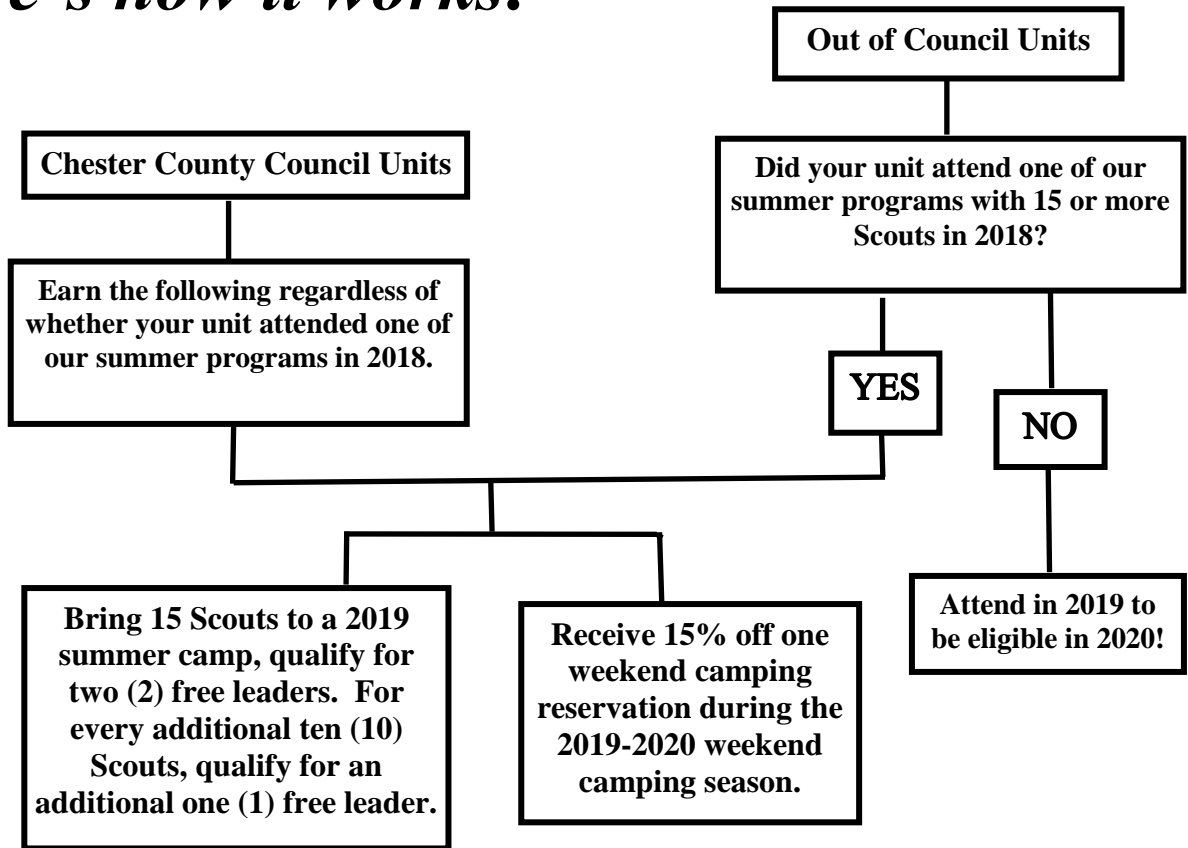 how it works:
Out of Council Units
Chester County Council Units
Did your unit attend one of our
summer programs with 15 or more
Scouts in 2018?
Earn the following regardless of
whether your unit attended one of
our summer programs in 2018.
YES
NO
Bring 15 Scouts to a 2019
summer camp, qualify for
two (2) free leaders. For
every additional ten (10)
Scouts, qualify for an
additional one (1) free leader.
Receive 15% off one
weekend camping
reservation during the
2019-2020 weekend
camping season.
Attend in 2019 to
be eligible in 2020!